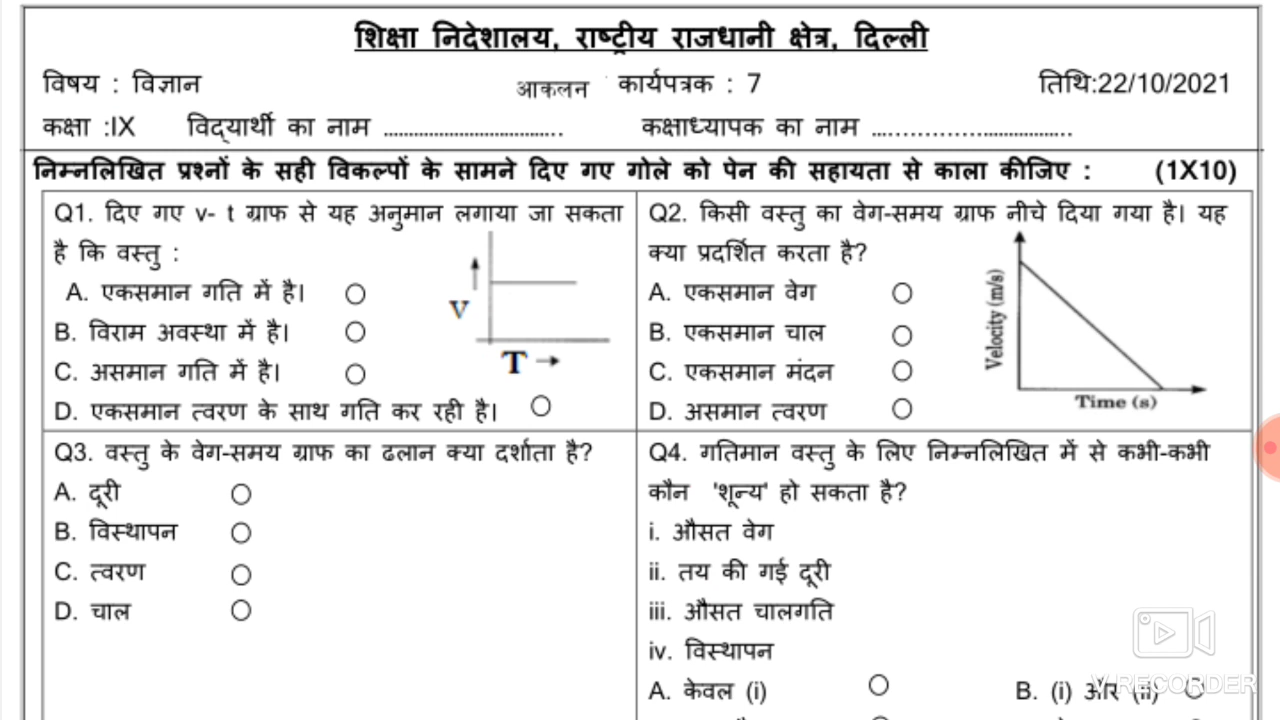 शिक्षा निदेशालय, राष्ट्रीय राजधानी क्षेत्र, दिल्ली
विषय : विज्ञान आकलन कार्यपत्रक : 7 तिथि:22/10/2021
कक्षा :IX विद्यार्थी का नाम ................................... कक्षाध्यापक का नाम ...................................
निम्नलिखित प्रश्नों के सही विकल्पों के सामने दिए गए गोले को पेन की सहायता से काला कीजिए : (1X10)
Q1. दिए गए v- t ग्राफ से यह अनुमान लगाया जा सकता
है कि वस्तु :
A. एकसमान गति में है।
B. विराम अवस्था में है।
C. असमान गति में है।
D. एकसमान त्वरण के साथ गति कर रही है।
V
T
Q2. किसी वस्तु का वेग-समय ग्राफ नीचे दिया गया है। यह
क्या प्रदर्शित करता है?
A. एकसमान वेग
B. एकसमान चाल
C. एकसमान मंदन
D. असमान त्वरण
Velocity (m/s)
Time (s)
Q3. वस्तु के वेग-समय ग्राफ का ढलान क्या दर्शाता है?
A. दूरी
B. विस्थापन
C. त्वरण
D. चाल
Q4. गतिमान वस्तु के लिए निम्नलिखित में से कभी-कभी
कौन 'शून्य' हो सकता है?
i. औसत वेग
ii. तय की गई दूरी
iii. औसत चालगति
iv. विस्थापन
A. केवल (i) B. (i) और (ii)
V RECORDER